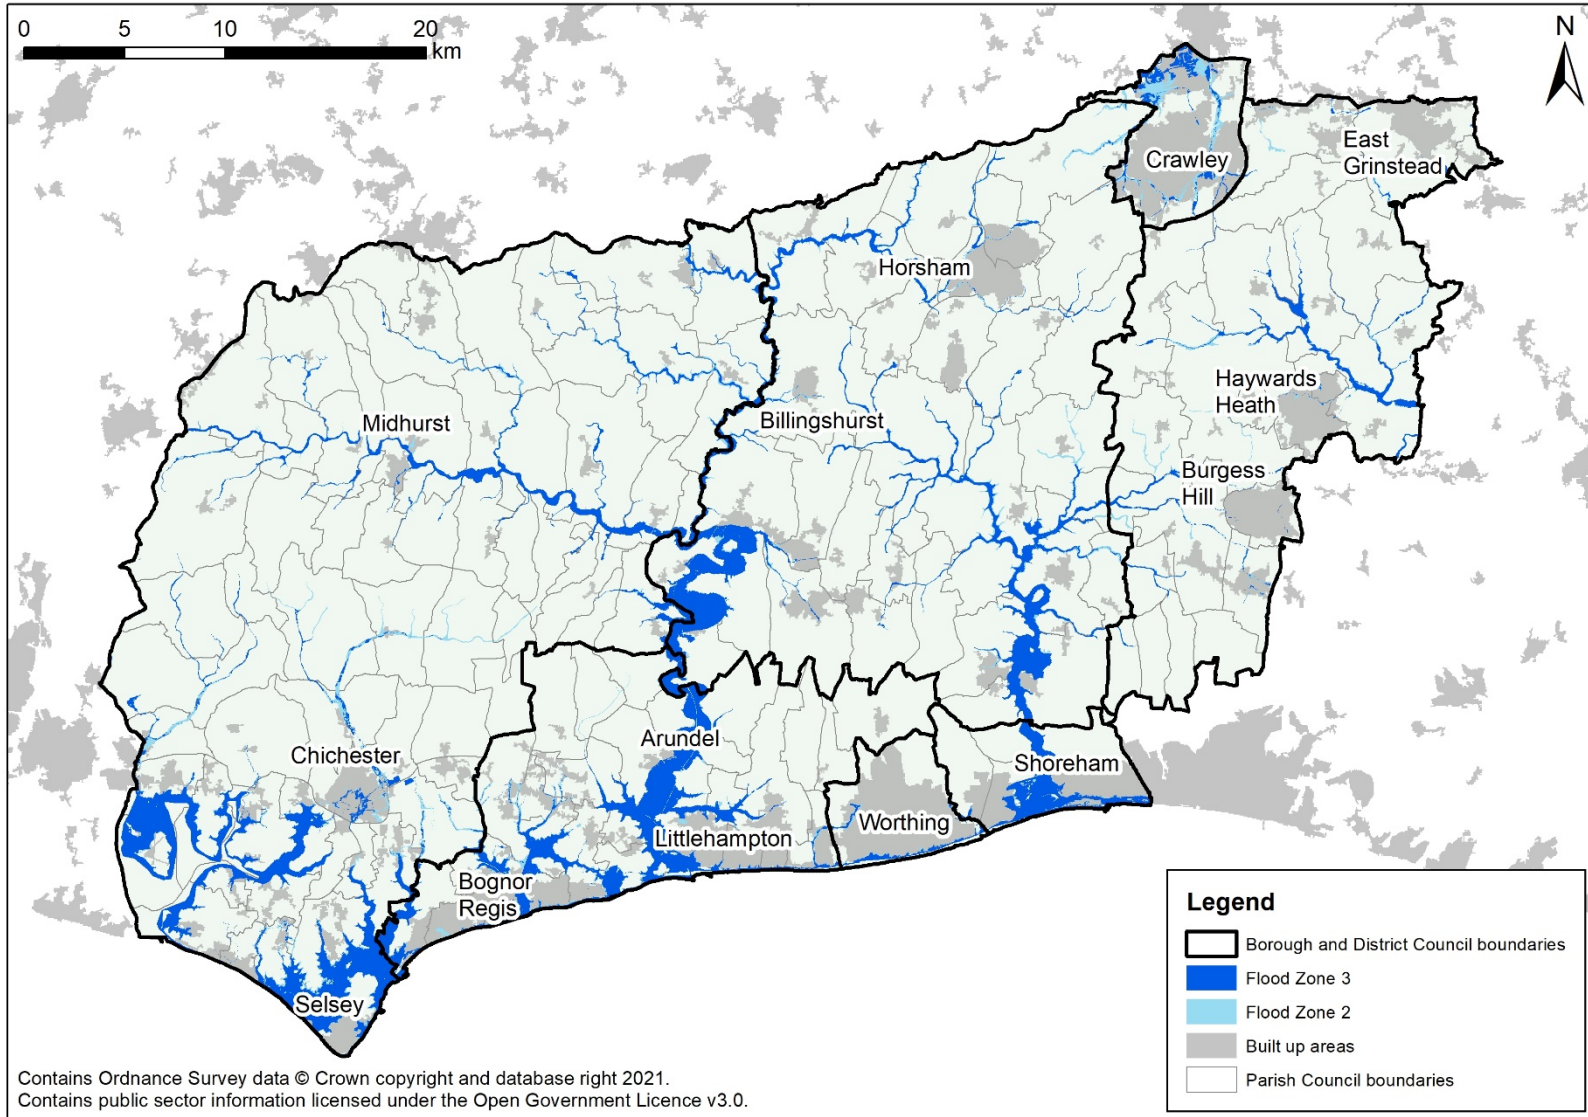 0 5 10 20
km
N
East
Grinstead
Crawley
Horsham
Haywards
Heath
Midhurst
Billingshurst
Burgess
Hill
Chichester
Arundel
Shoreham
Worthing
Littlehampton
Bognor
Regis
Selsey
Legend
Borough and District Council boundaries
Flood Zone 3
Flood Zone 2
Built up areas
Parish Council boundaries
Contains Ordnance Survey data © Crown copyright and database right 2021.
Contains public sector information licensed under the Open Government Licence v3.0.